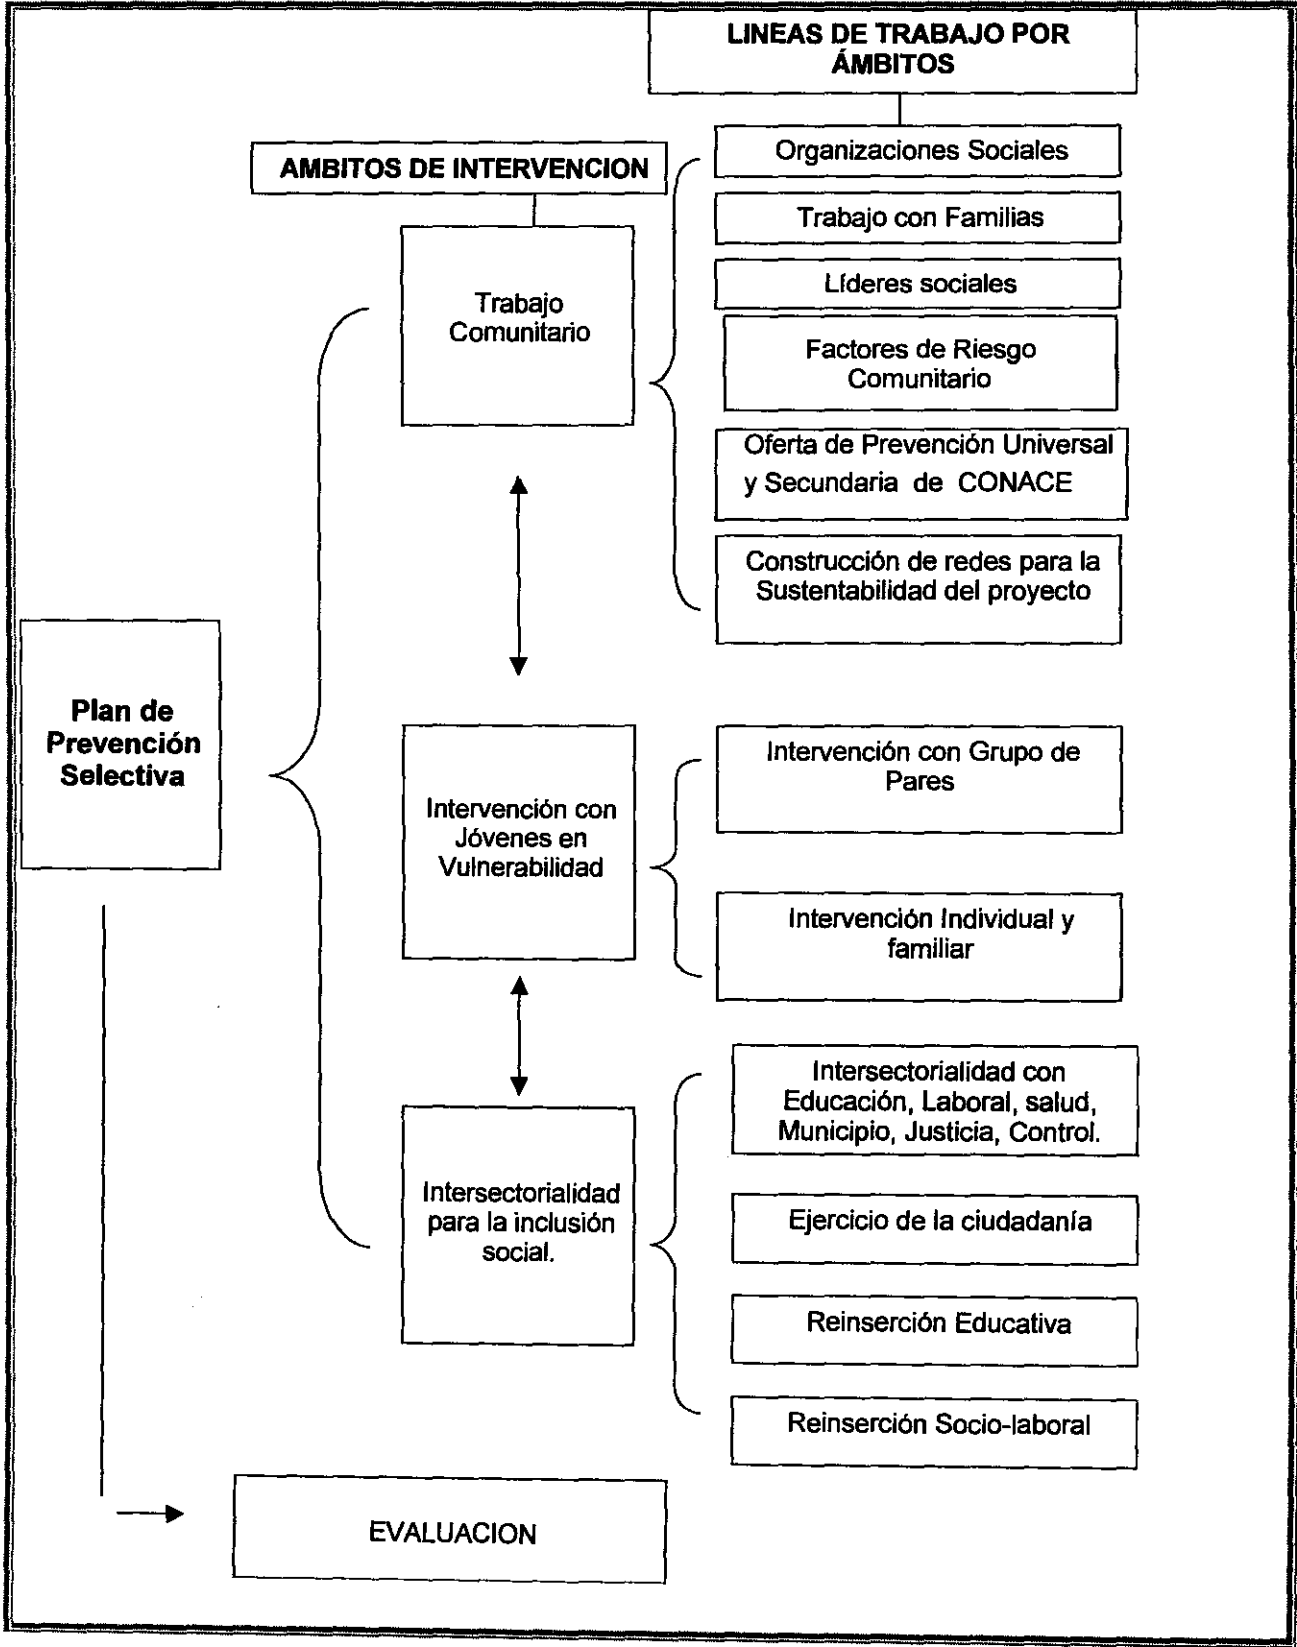 LINEAS DE TRABAJO POR
ÁMBITOS
AMBITOS DE INTERVENCION
Organizaciones Sociales
Trabajo con Familias
Líderes sociales
Trabajo
Comunitario
Factores de Riesgo
Comunitario
Oferta de Prevención Universal
y Secundaria de CONACE
Construcción de redes para la
Sustentabilidad del proyecto
Plan de
Prevención
Selectiva
Intervención con
Jóvenes en
Vulnerabilidad
Intervención con Grupo de
Pares
Intervención Individual y
familiar
Intersectorialidad
para la inclusión
social.
Intersectorialidad con
Educación, Laboral, salud,
Municipio, Justicia, Control.
Ejercicio de la ciudadanía
Reinserción Educativa
Reinserción Socio-laboral
EVALUACION